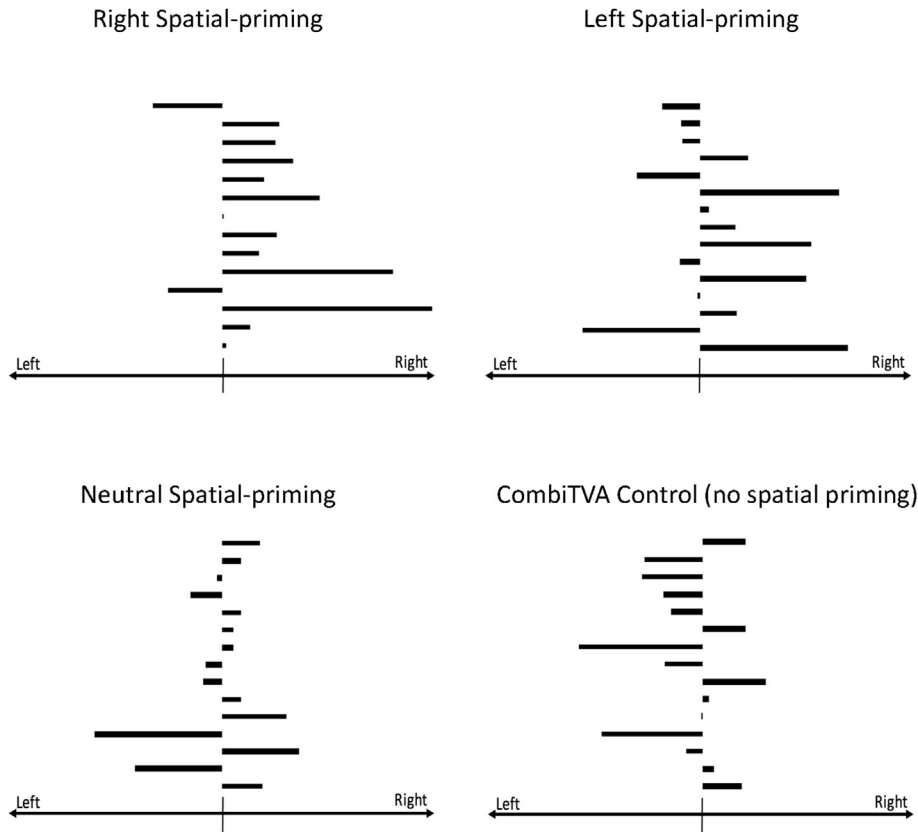 Right Spatial-priming
Left Spatial-priming
Left
Right
Left
Right
Neutral Spatial-priming
CombiTVA Control (no spatial priming)
Left
Right
Left
Right